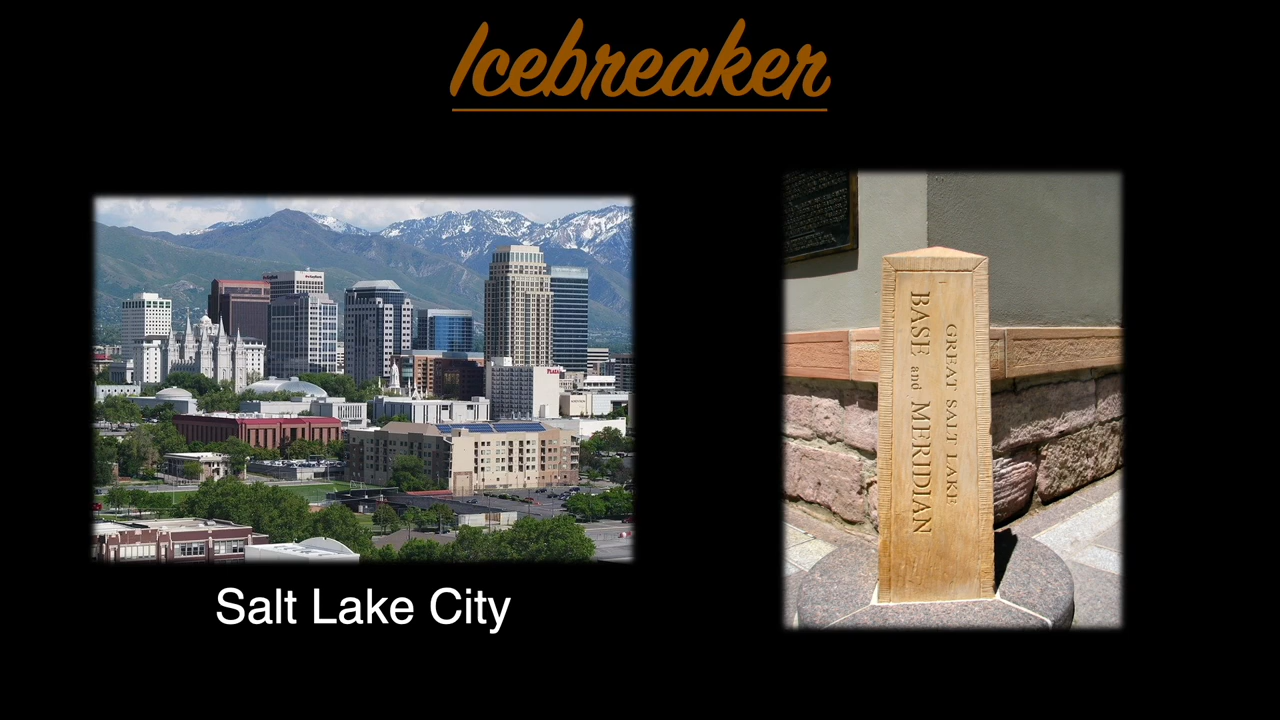 Icebreaker
Salt Lake City
GREAT SALT LAKE
BASE and MERIDIAN